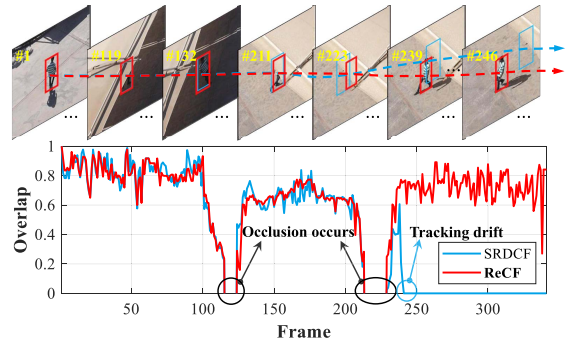 #1 #119 #132 #211 #223 #239 #246
... ... ... ... ... ... ...
1
0.8
0.6
0.4
0.2
0
Overlap
Occlusion occurs
Tracking drift
SRDCF
ReCF
50 100 150 200 250 300
Frame